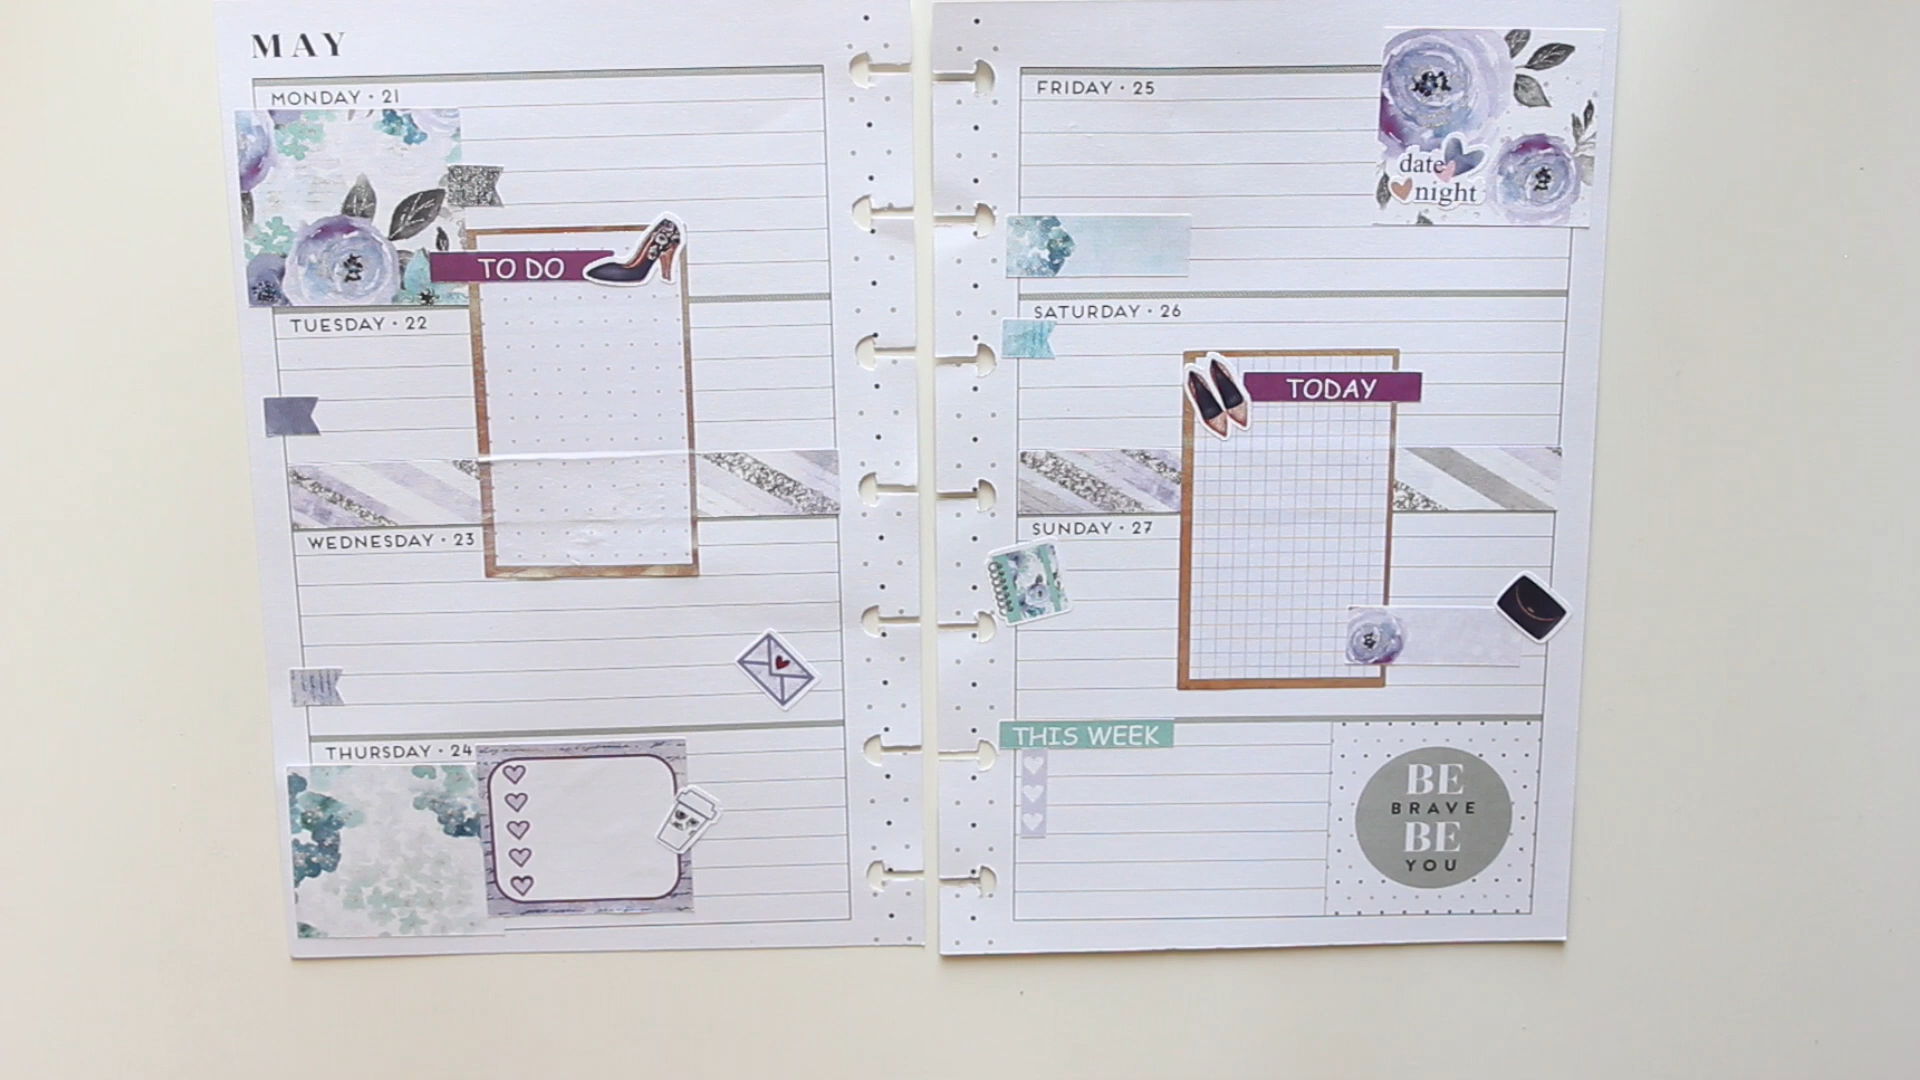 MAY
MONDAY • 21
TO DO
TUESDAY • 22
WEDNESDAY • 23
THURSDAY • 24
FRIDAY • 25
date
night
SATURDAY • 26
TODAY
SUNDAY • 27
THIS WEEK
BE
BRAVE
BE
YOU